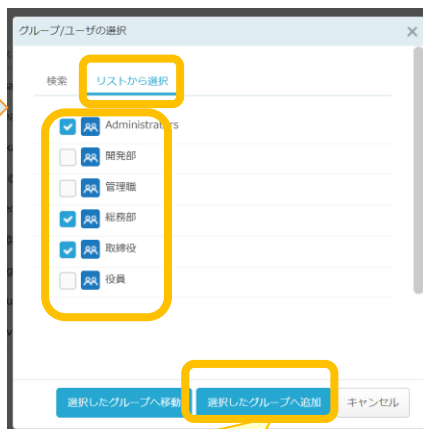 グループ/ユーザの選択
検索 リストから選択
Administrators
開発部
管理職
総務部
取締役
役員
選択したグループへ移動 選択したグループへ追加 キャンセル